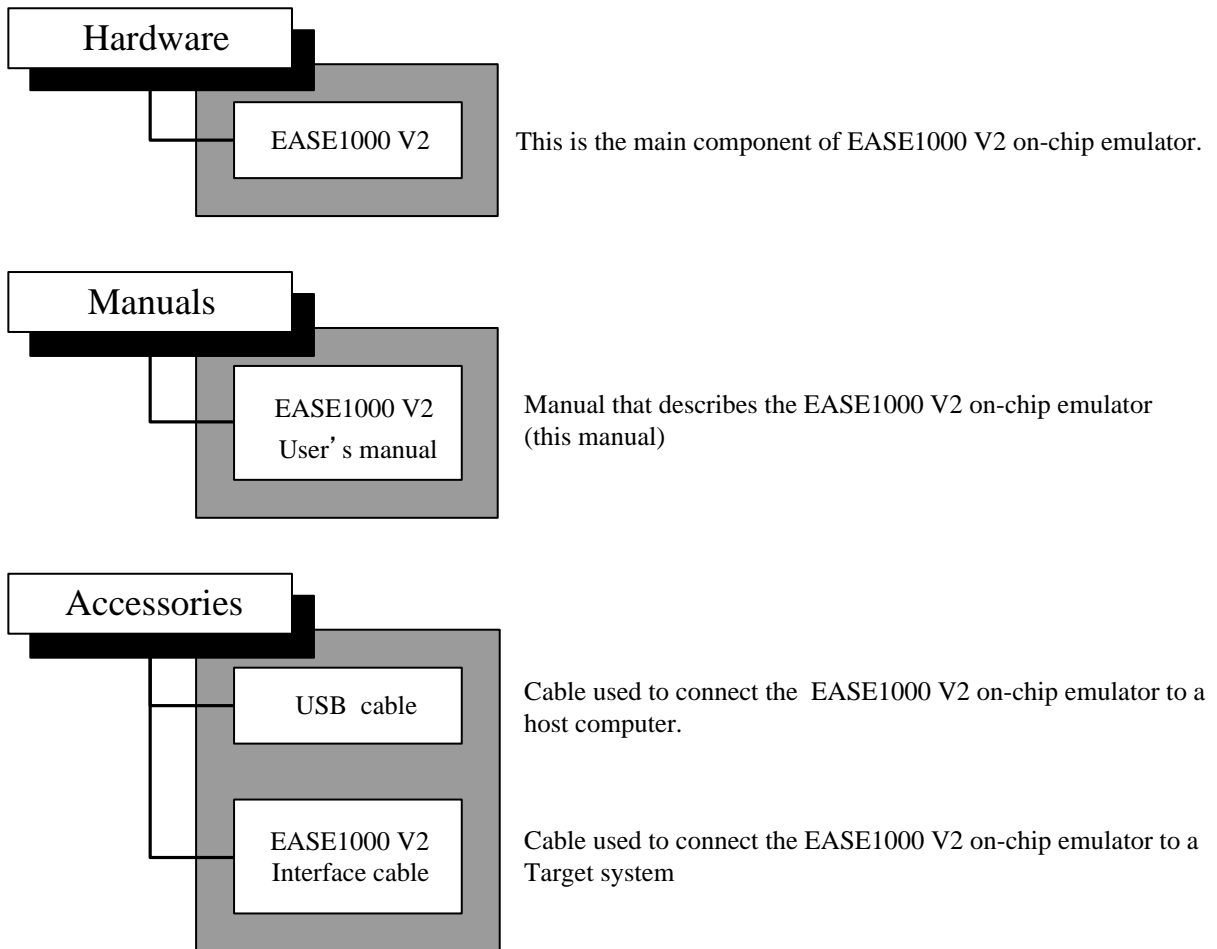 Hardware
EASE1000 V2
This is the main component of EASE1000 V2 on-chip emulator.
Manuals
EASE1000 V2
User’s manual
Manual that describes the EASE1000 V2 on-chip emulator
(this manual)
Accessories
USB cable
Cable used to connect the EASE1000 V2 on-chip emulator to a
host computer.
EASE1000 V2
Interface cable
Cable used to connect the EASE1000 V2 on-chip emulator to a
Target system